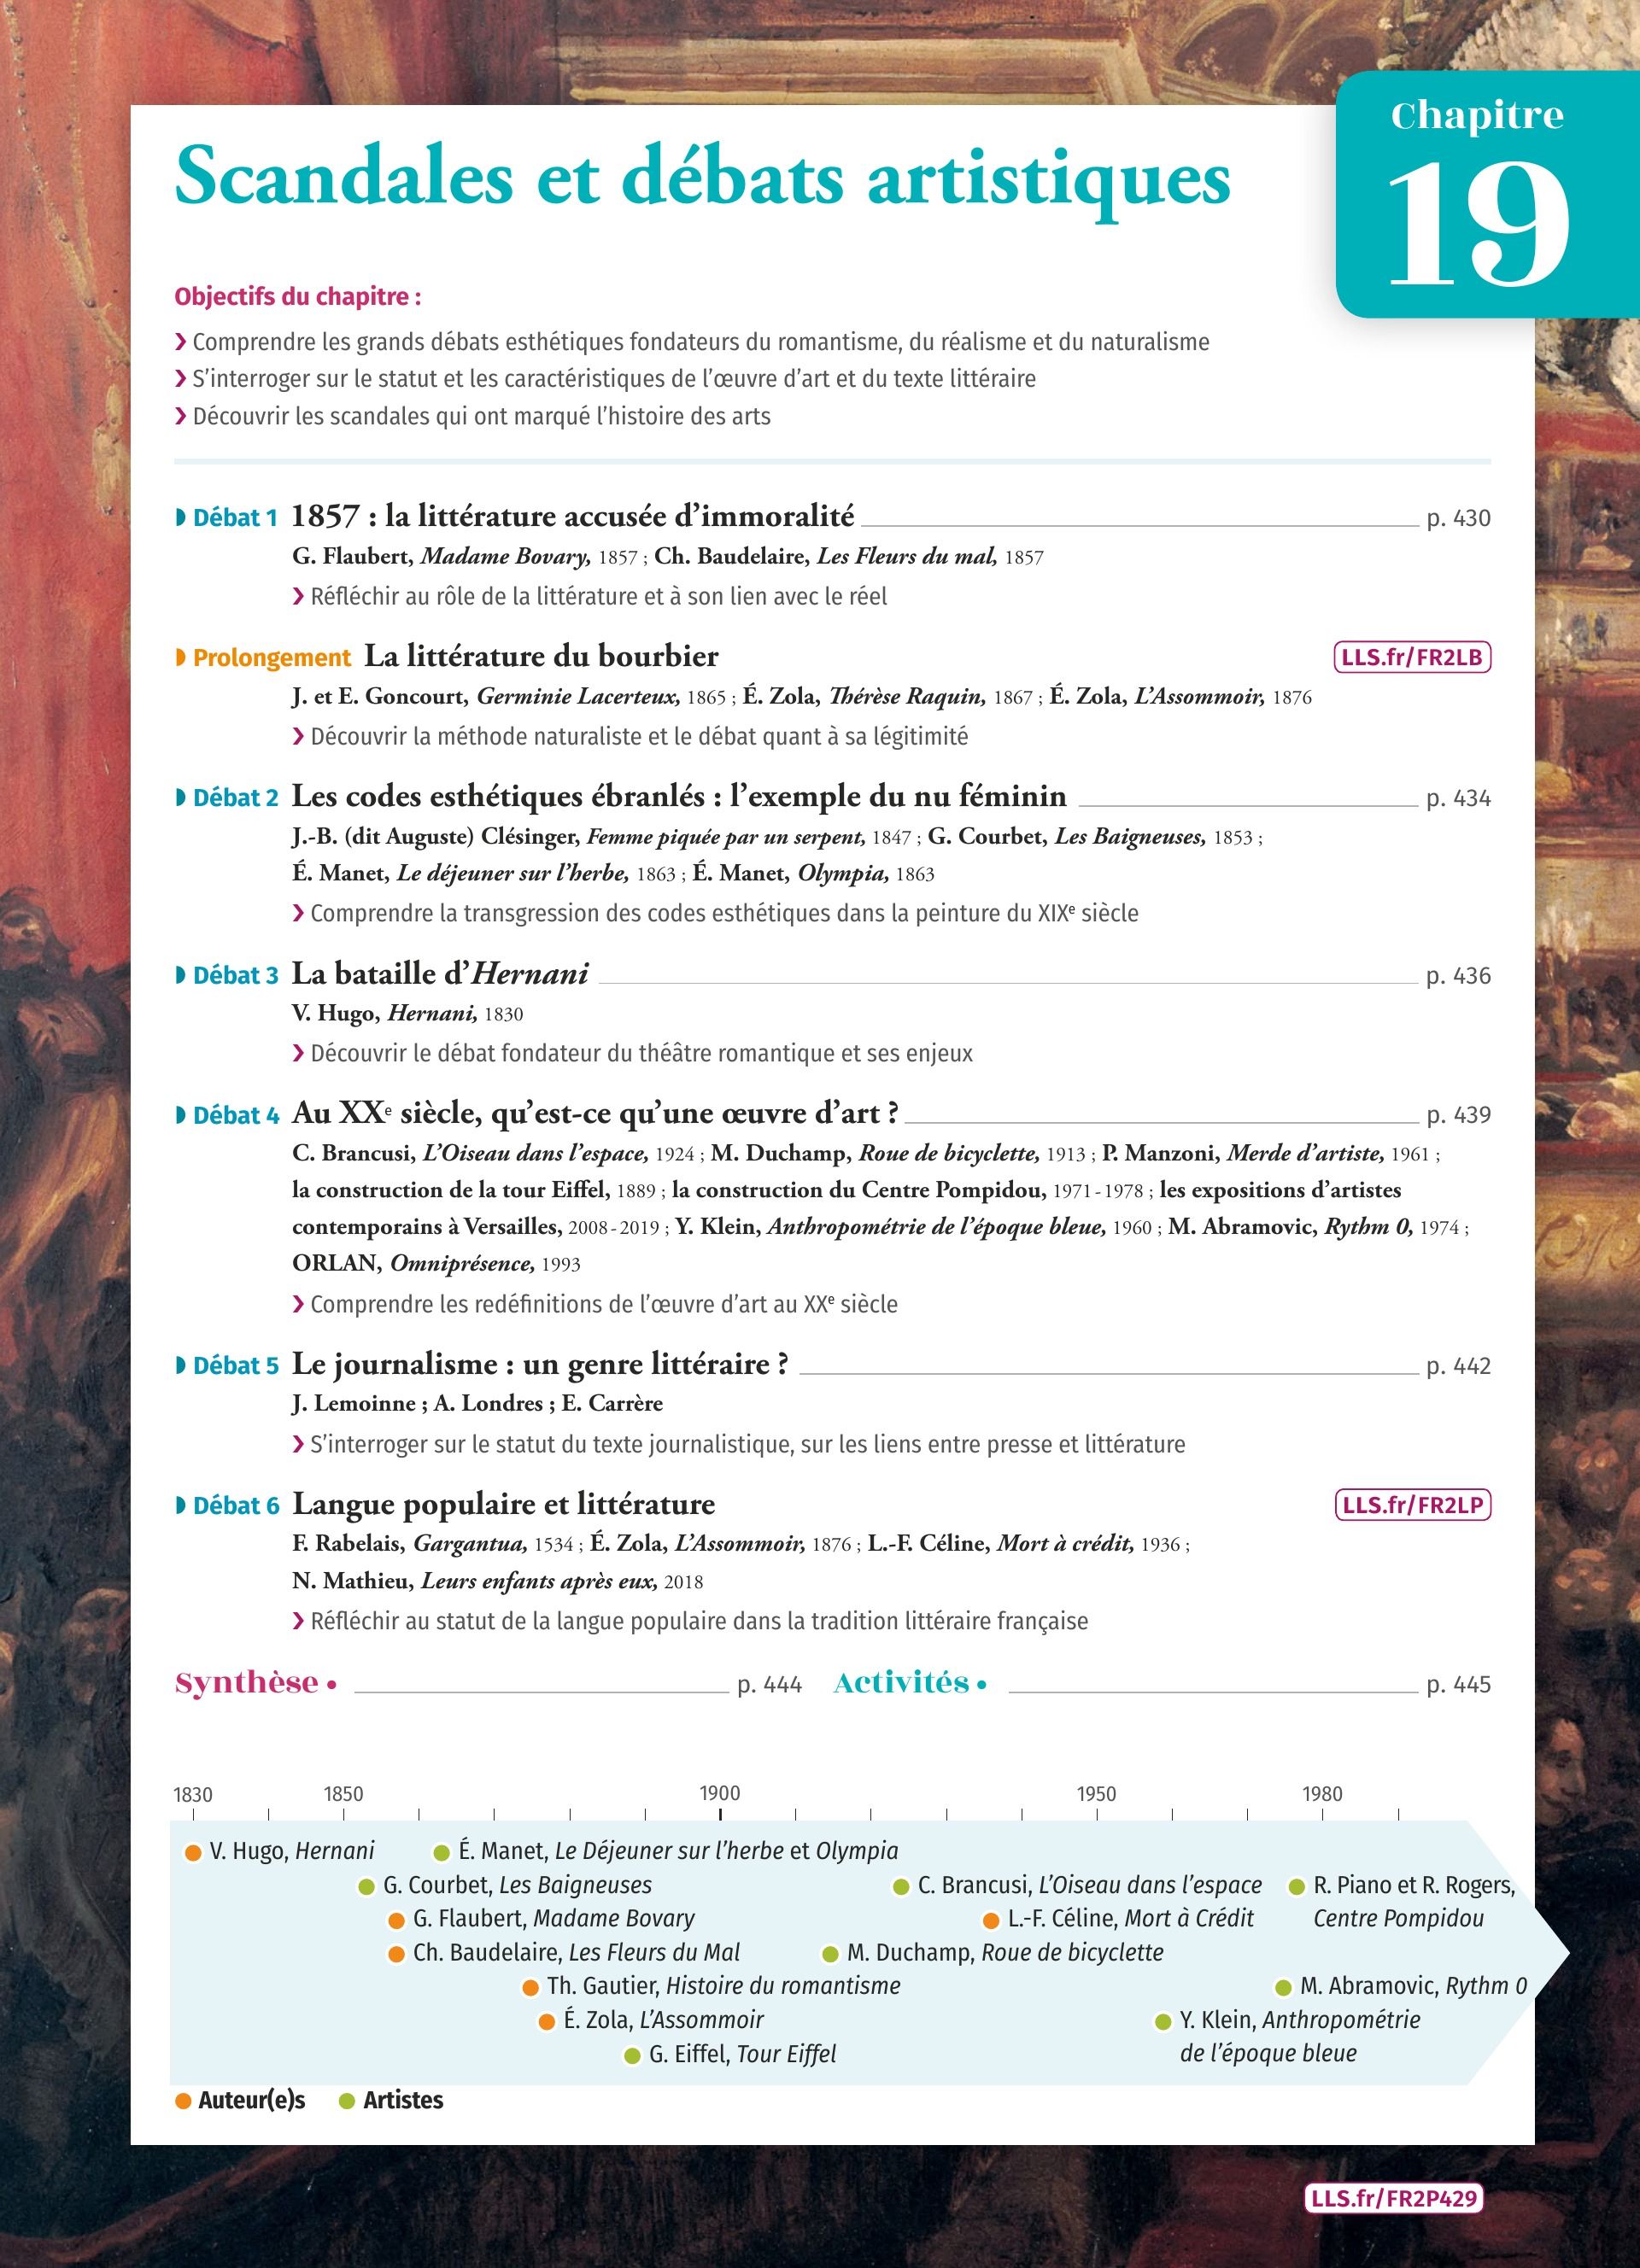 Chapitre
19
Scandales et débats artistiques
Objectifs du chapitre :
❯ Comprendre les grands débats esthétiques fondateurs du romantisme, du réalisme et du naturalisme
❯ S’interroger sur le statut et les caractéristiques de l’œuvre d’art et du texte littéraire
❯ Découvrir les scandales qui ont marqué l’histoire des arts
Débat 1 1857 : la littérature accusée d’immoralité p. 430
G. Flaubert, Madame Bovary, 1857 ; Ch. Baudelaire, Les Fleurs du mal, 1857
❯ Réfléchir au rôle de la littérature et à son lien avec le réel
Prolongement La littérature du bourbier LLS.fr/FR2LB
J. et E. Goncourt, Germinie Lacerteux, 1865 ; É. Zola, Thérèse Raquin, 1867 ; É. Zola, L’Assommoir, 1876
❯ Découvrir la méthode naturaliste et le débat quant à sa légitimité
Débat 2 Les codes esthétiques ébranlés : l’exemple du nu féminin p. 434
J.-B. (dit Auguste) Clésinger, Femme piquée par un serpent, 1847 ; G. Courbet, Les Baigneuses, 1853 ;
É. Manet, Le déjeuner sur l’herbe, 1863 ; É. Manet, Olympia, 1863
❯ Comprendre la transgression des codes esthétiques dans la peinture du XIXe siècle
Débat 3 La bataille d’Hernani p. 436
V. Hugo, Hernani, 1830
❯ Découvrir le débat fondateur du théâtre romantique et ses enjeux
Débat 4 Au XXe siècle, qu’est-ce qu’une œuvre d’art ? p. 439
C. Brancusi, L’Oiseau dans l’espace, 1924 ; M. Duchamp, Roue de bicyclette, 1913 ; P. Manzoni, Merde d’artiste, 1961 ;
la construction de la tour Eiffel, 1889 ; la construction du Centre Pompidou, 1971-1978 ; les expositions d’artistes
contemporains à Versailles, 2008-2019 ; Y. Klein, Anthropométrie de l’époque bleue, 1960 ; M. Abramovic, Rythm 0, 1974 ;
ORLAN, Omniprésence, 1993
❯ Comprendre les redéfinitions de l’œuvre d’art au XXe siècle
Débat 5 Le journalisme : un genre littéraire ? p. 442
J. Lemoinne ; A. Londres ; E. Carrère
❯ S’interroger sur le statut du texte journalistique, sur les liens entre presse et littérature
Débat 6 Langue populaire et littérature LLS.fr/FR2LP
F. Rabelais, Gargantua, 1534 ; É. Zola, L’Assommoir, 1876 ; L.-F. Céline, Mort à crédit, 1936 ;
N. Mathieu, Leurs enfants après eux, 2018
❯ Réfléchir au statut de la langue populaire dans la tradition littéraire française
Synthèse • p. 444 Activités • p. 445
1830 1850 1900 1950 1980
V. Hugo, Hernani É. Manet, Le Déjeuner sur l’herbe et Olympia
G. Courbet, Les Baigneuses C. Brancusi, L’Oiseau dans l’espace R. Piano et R. Rogers,
G. Flaubert, Madame Bovary L.-F. Céline, Mort à Crédit Centre Pompidou
Ch. Baudelaire, Les Fleurs du Mal M. Duchamp, Roue de bicyclette
Th. Gautier, Histoire du romantisme M. Abramovic, Rythm 0
É. Zola, L’Assommoir Y. Klein, Anthropométrie
G. Eiffel, Tour Eiffel de l’époque bleue
Auteur(e)s Artistes
LLS.fr/FR2P429